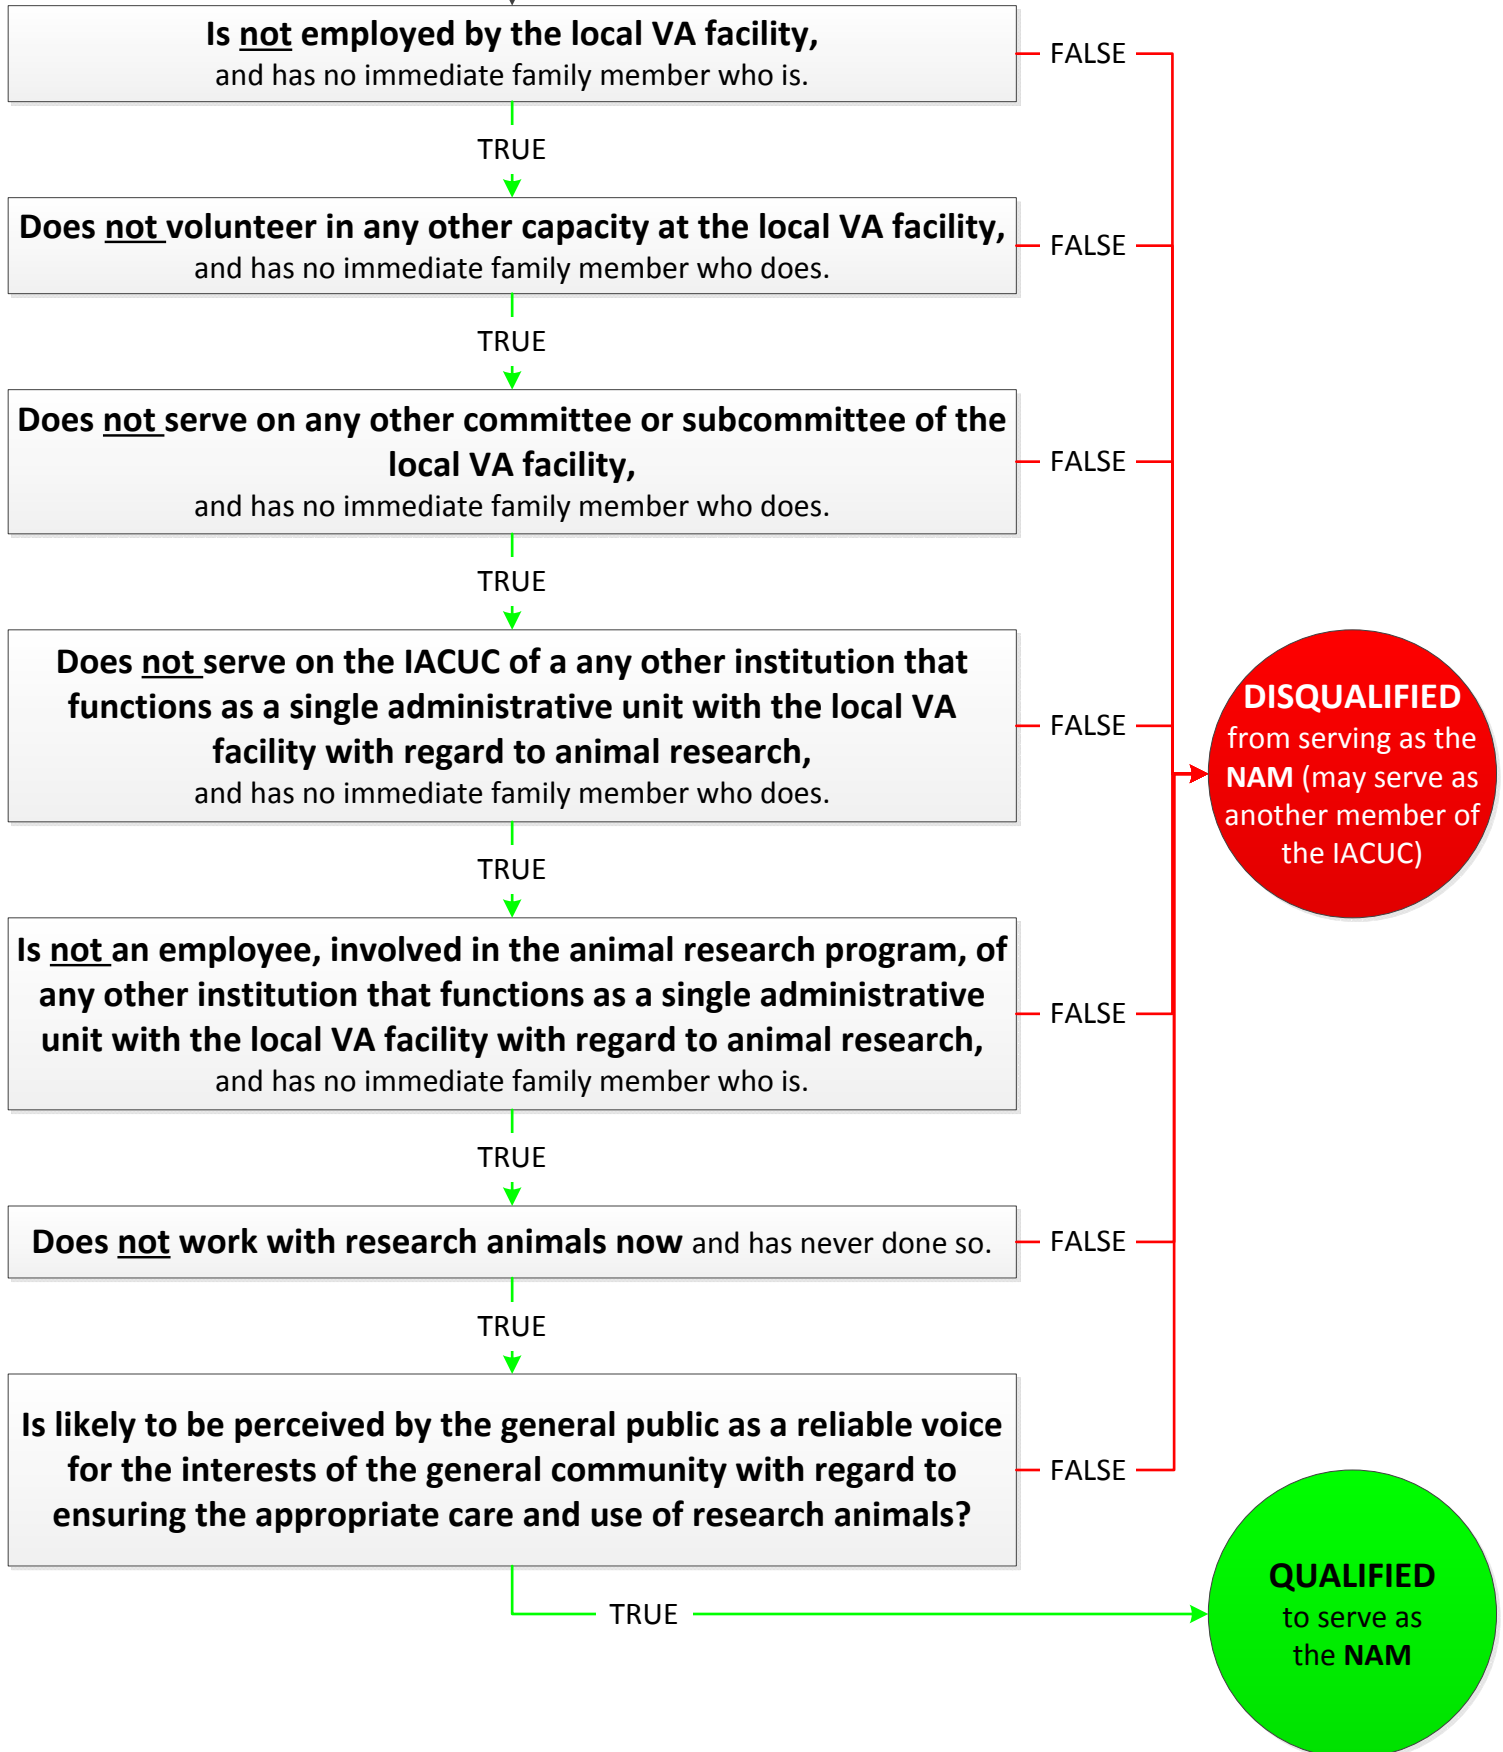 Is not employed by the local VA facility,
and has no immediate family member who is.
FALSE
TRUE
Does not volunteer in any other capacity at the local VA facility,
and has no immediate family member who does.
FALSE
TRUE
Does not serve on any other committee or subcommittee of the
local VA facility,
and has no immediate family member who does.
FALSE
TRUE
Does not serve on the IACUC of a any other institution that
functions as a single administrative unit with the local VA
facility with regard to animal research,
and has no immediate family member who does.
FALSE
TRUE
Is not an employee, involved in the animal research program, of
any other institution that functions as a single administrative
unit with the local VA facility with regard to animal research,
and has no immediate family member who is.
FALSE
TRUE
Does not work with research animals now and has never done so.
FALSE
TRUE
Is likely to be perceived by the general public as a reliable voice
for the interests of the general community with regard to
ensuring the appropriate care and use of research animals?
FALSE
TRUE
DISQUALIFIED
from serving as the
NAM (may serve as
another member of
the IACUC)
QUALIFIED
to serve as
the NAM